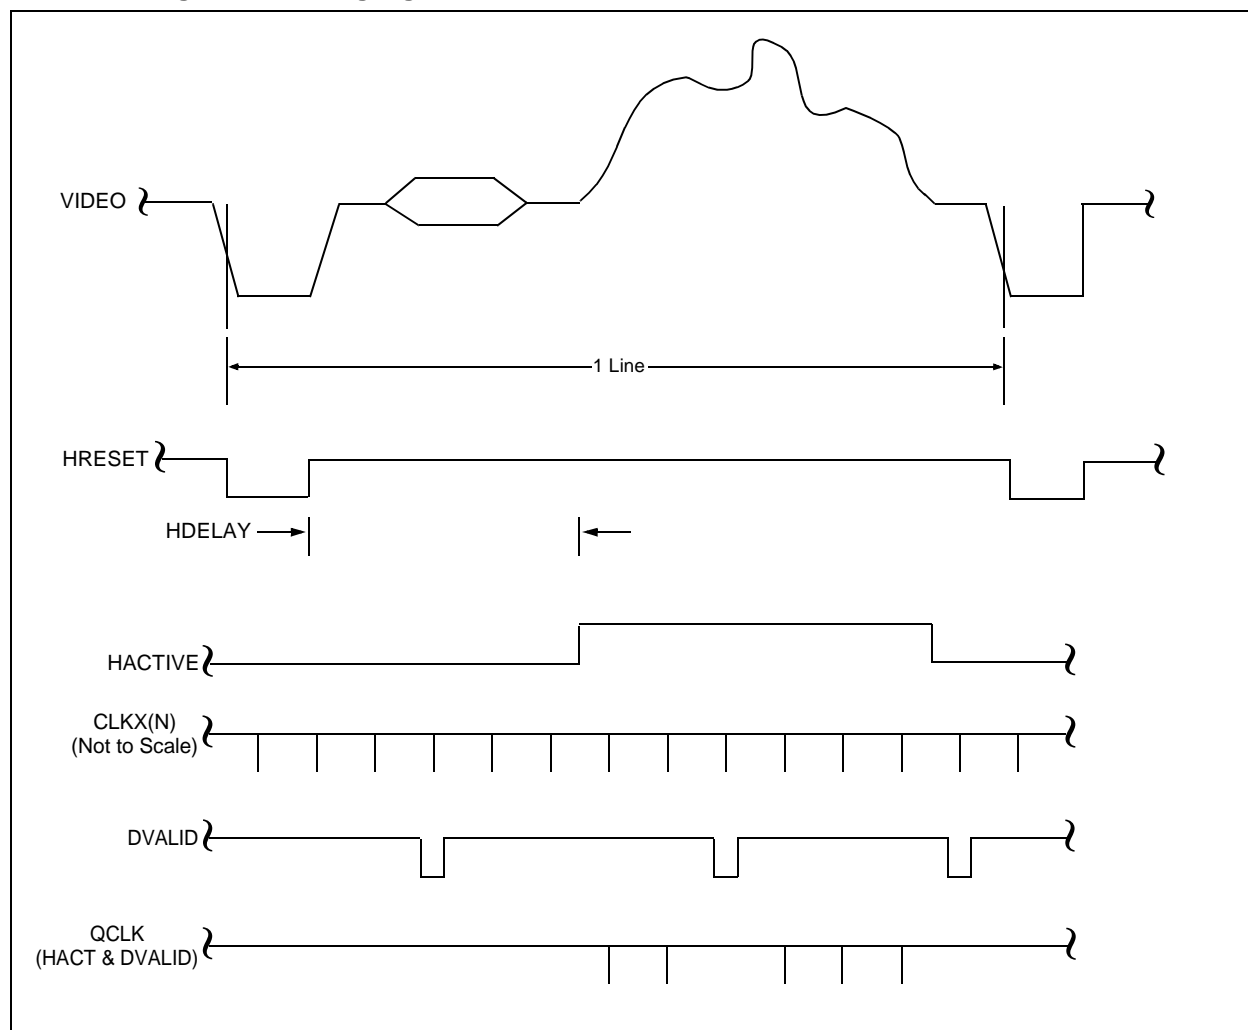 VIDEO
1 Line
HRESET
HDELAY
HACTIVE
CLKX(N)
(Not to Scale)
DVALID
QCLK
(HACT & DVALID)